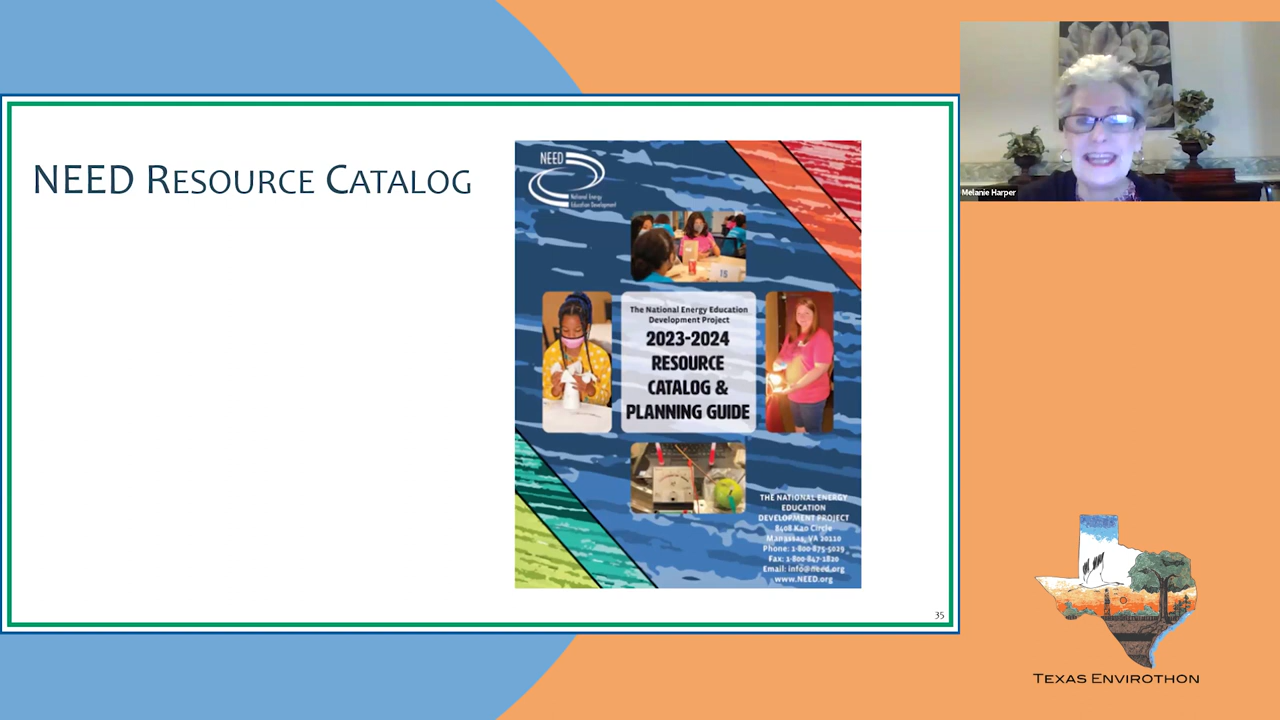 NEED RESOURCE CATALOG
NEED
National Energy
Education Development
15
The National Energy Education
Development Project
2023-2024
RESOURCE
CATALOG &
PLANNING GUIDE
THE NATIONAL ENERGY
EDUCATION
DEVELOPMENT PROJECT
8408 Kao Circle
Manassas, VA 20110
Phone: 1-800-875-5029
Fax: 1-800-847-1820
Email: info@need.org
www.NEED.org
35
Melanie Harper
TEXAS ENVIROTHON